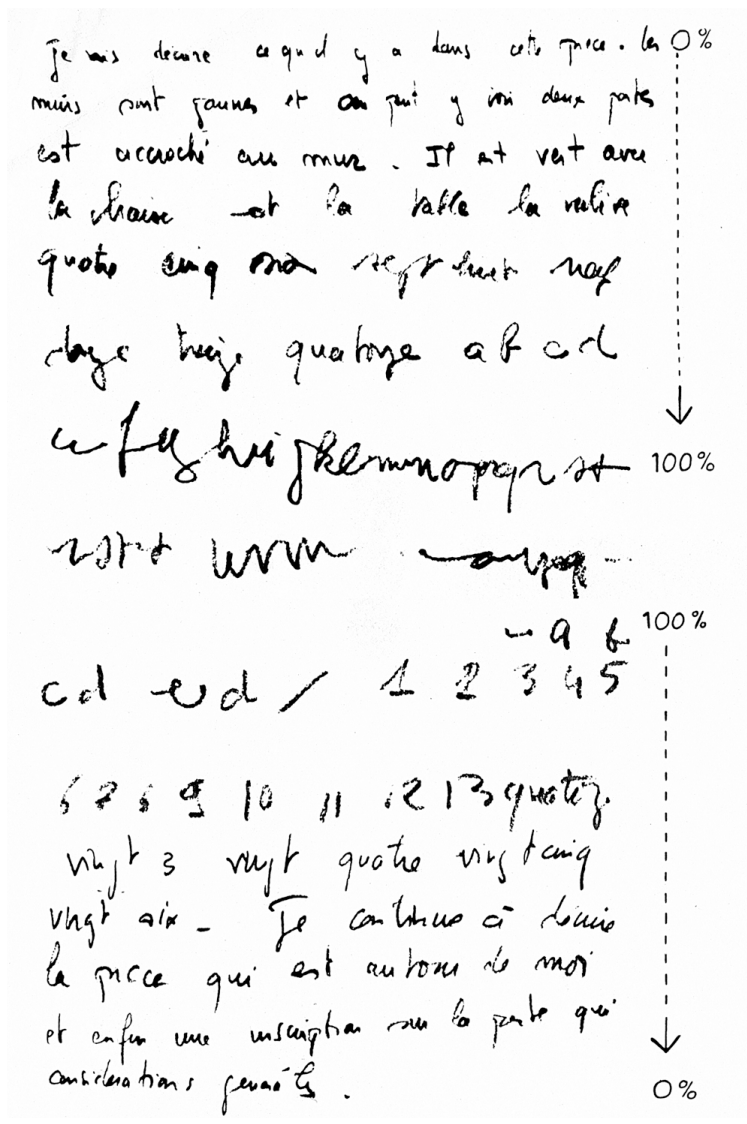 Je vais décrire ce qu'il y a dans cette pièce. Les 0%
murs sont jaunes et on peut y voir deux portes
est accroché au mur. Il est vert avec
la chaise et la table la valise
quatre cinq six sept huit neuf
treize quatorze a b c d
e f g h i j k l m n o p q r s t 100%
r s t
- a b 100%
c d e d / 1 2 3 4 5
6 7 8 9 10 11 12 13 quatorze
vingt 3 vingt quatre vingt cinq
vingt six - Je continue à décrire
la pièce qui est autour de moi
et enfin une inscription sur la porte qui
considérations générales.
0%